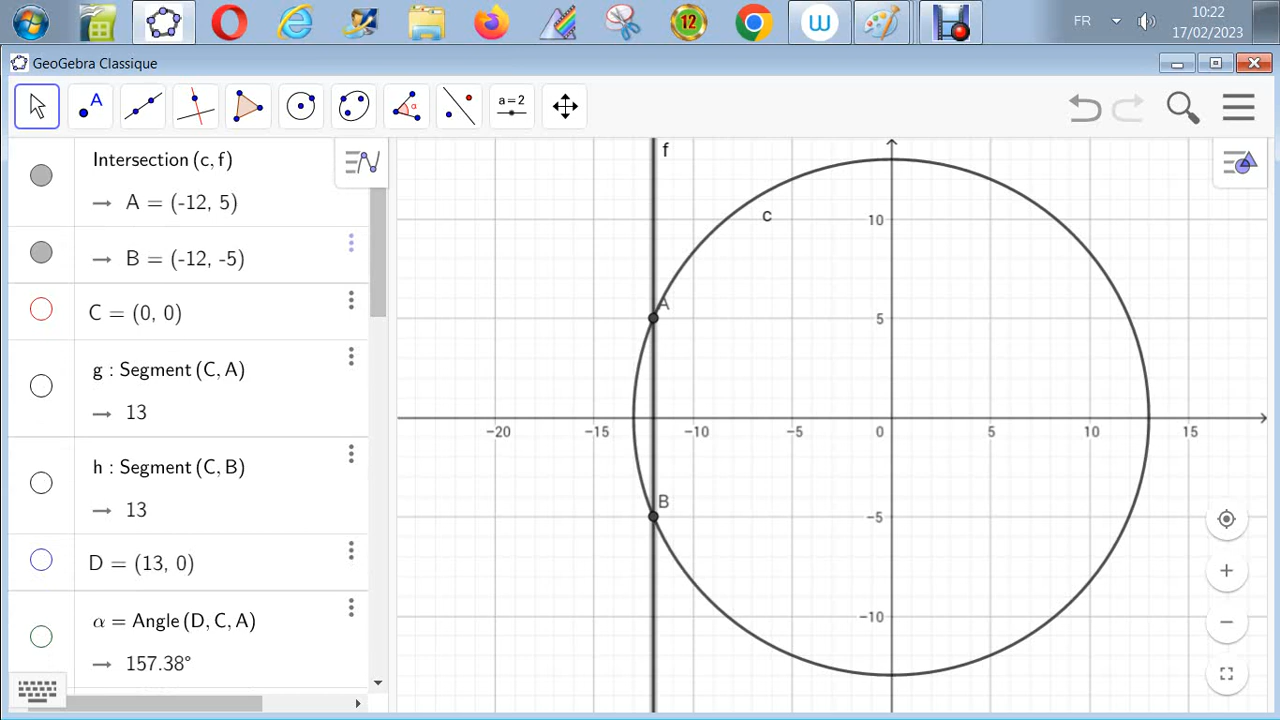 12
W
FR
10:22
17/02/2023
GeoGebra Classique
A
α
a=2
Intersection (c, f)
→ A = (-12, 5)
→ B = (-12, -5)
C = (0, 0)
g : Segment (C, A)
→ 13
h : Segment (C, B)
→ 13
D = (13, 0)
α = Angle (D, C, A)
→ 157.38°
f
c
10
A
5
−20
−15
−10
−5
0
5
10
15
B
−5
−10